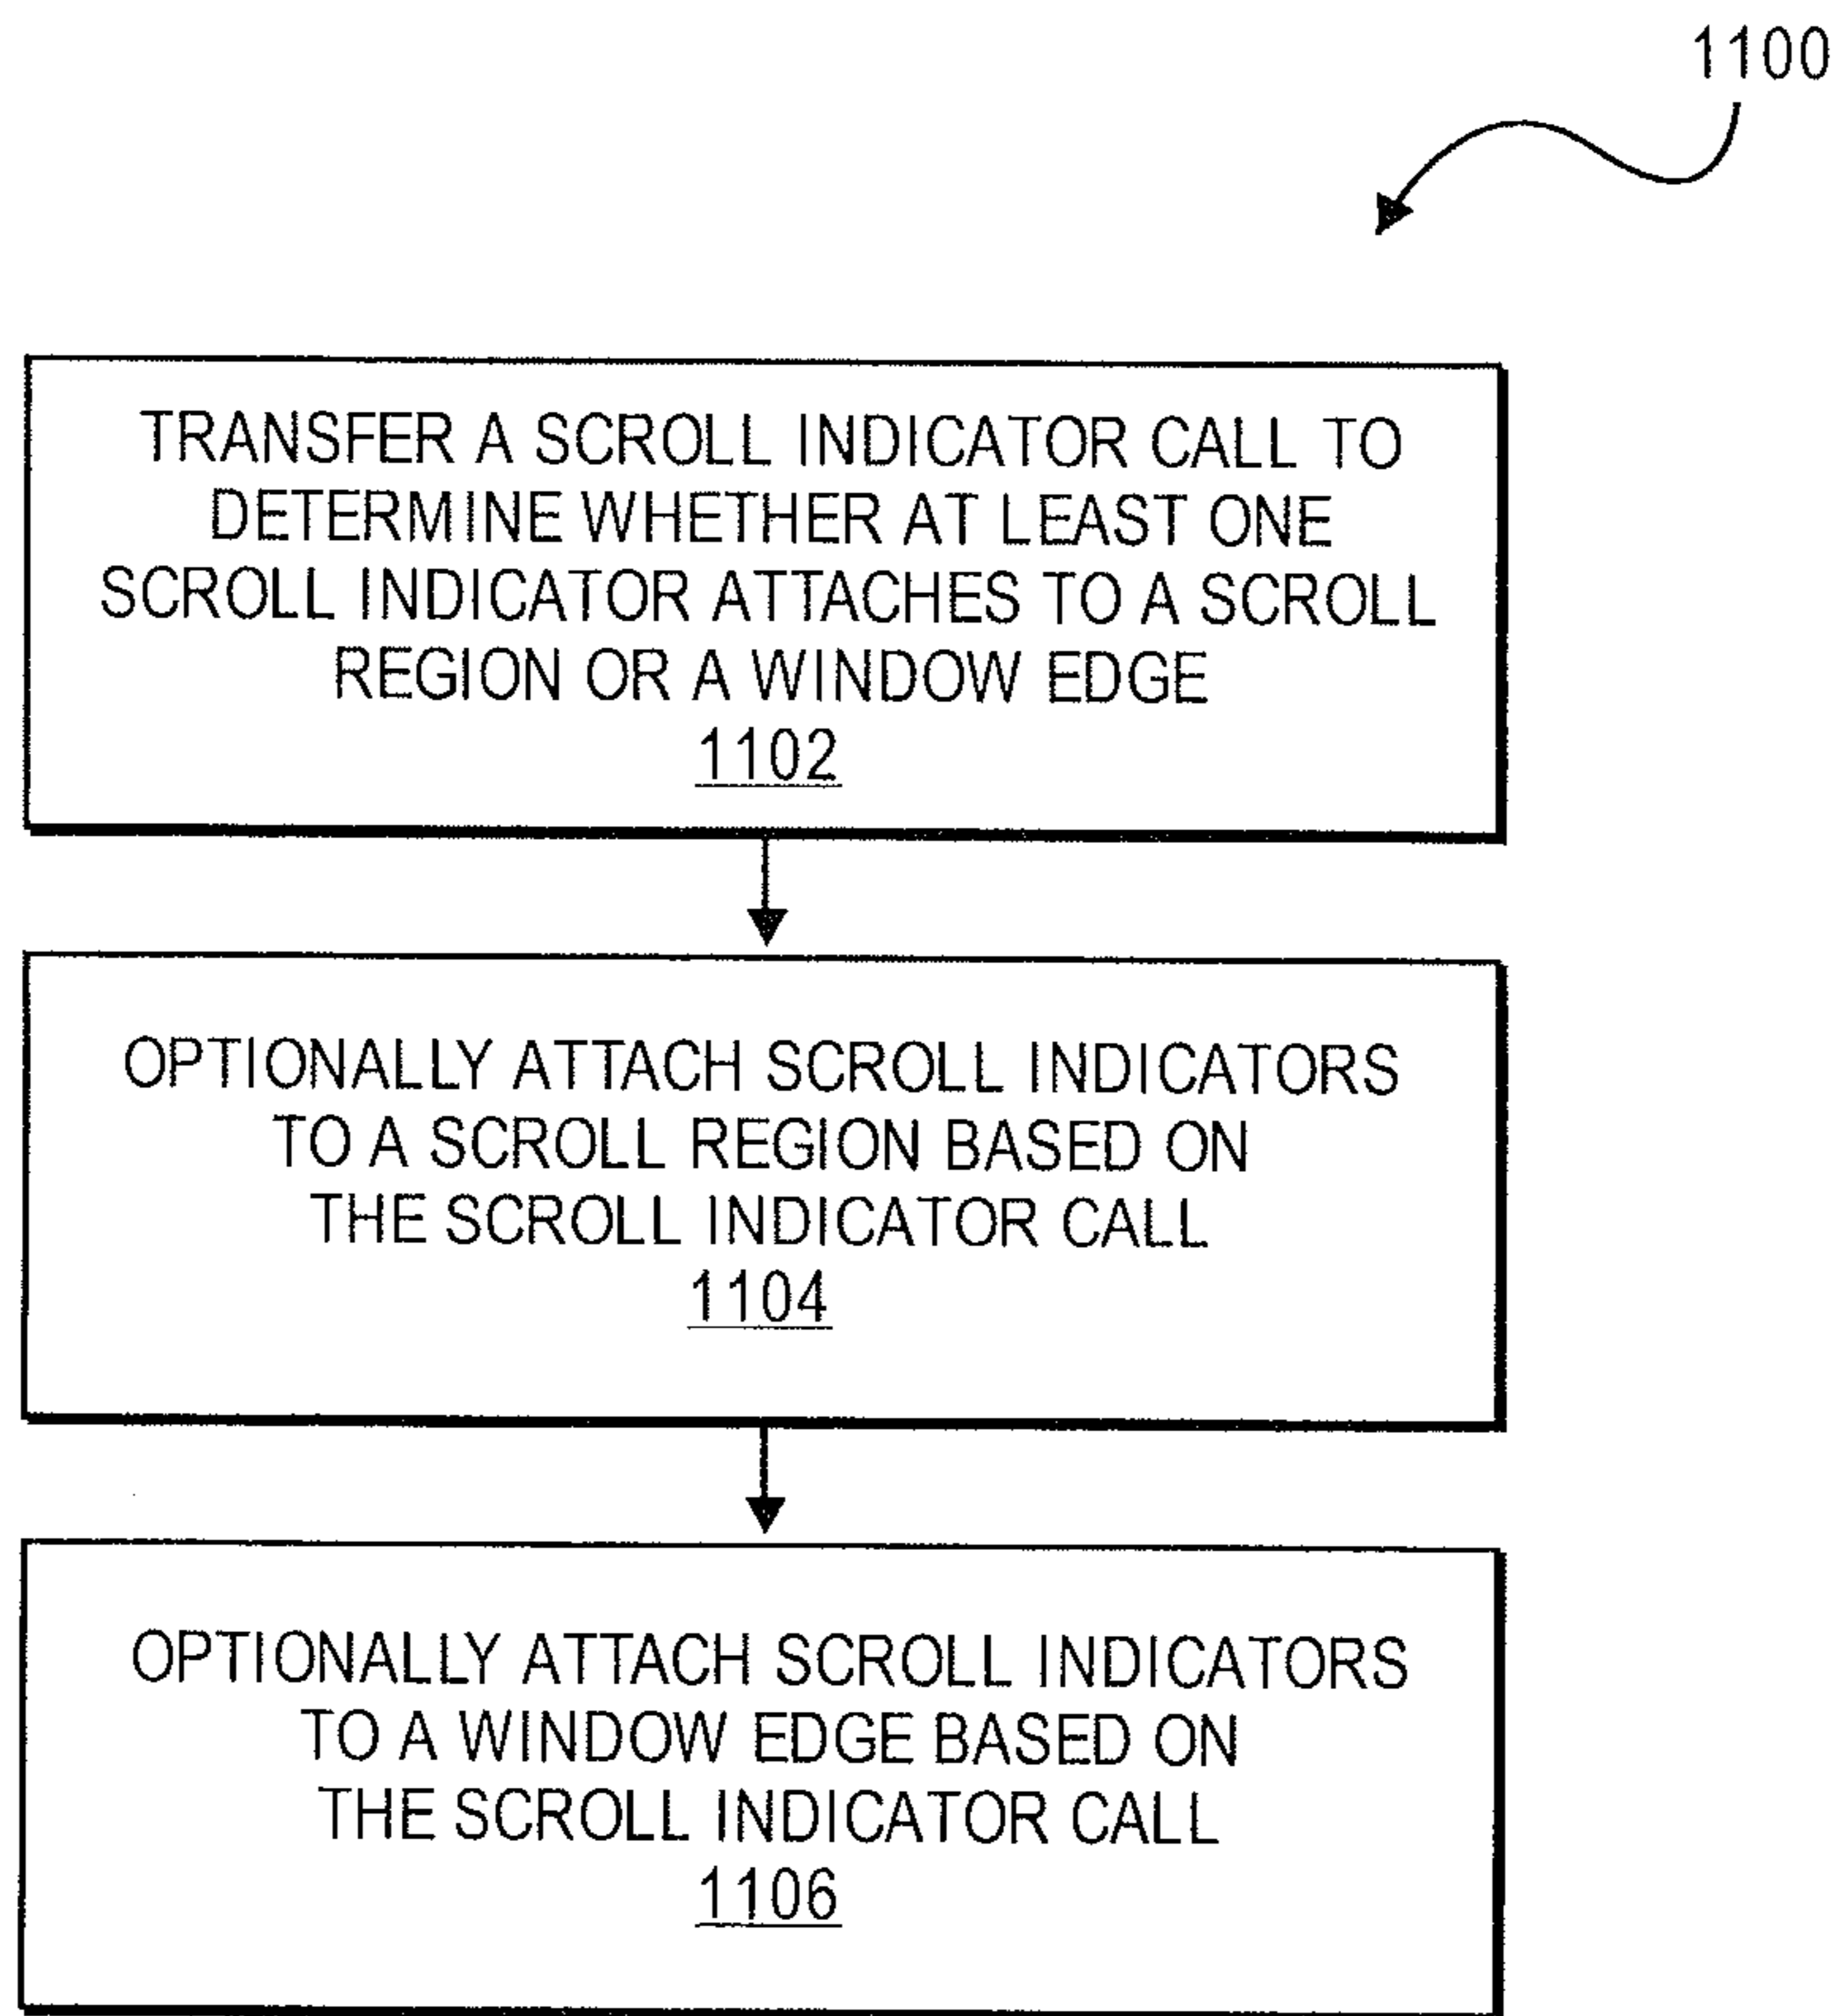 1100
TRANSFER A SCROLL INDICATOR CALL TO
DETERMINE WHETHER AT LEAST ONE
SCROLL INDICATOR ATTACHES TO A SCROLL
REGION OR A WINDOW EDGE
1102
OPTIONALLY ATTACH SCROLL INDICATORS
TO A SCROLL REGION BASED ON
THE SCROLL INDICATOR CALL
1104
OPTIONALLY ATTACH SCROLL INDICATORS
TO A WINDOW EDGE BASED ON
THE SCROLL INDICATOR CALL
1106